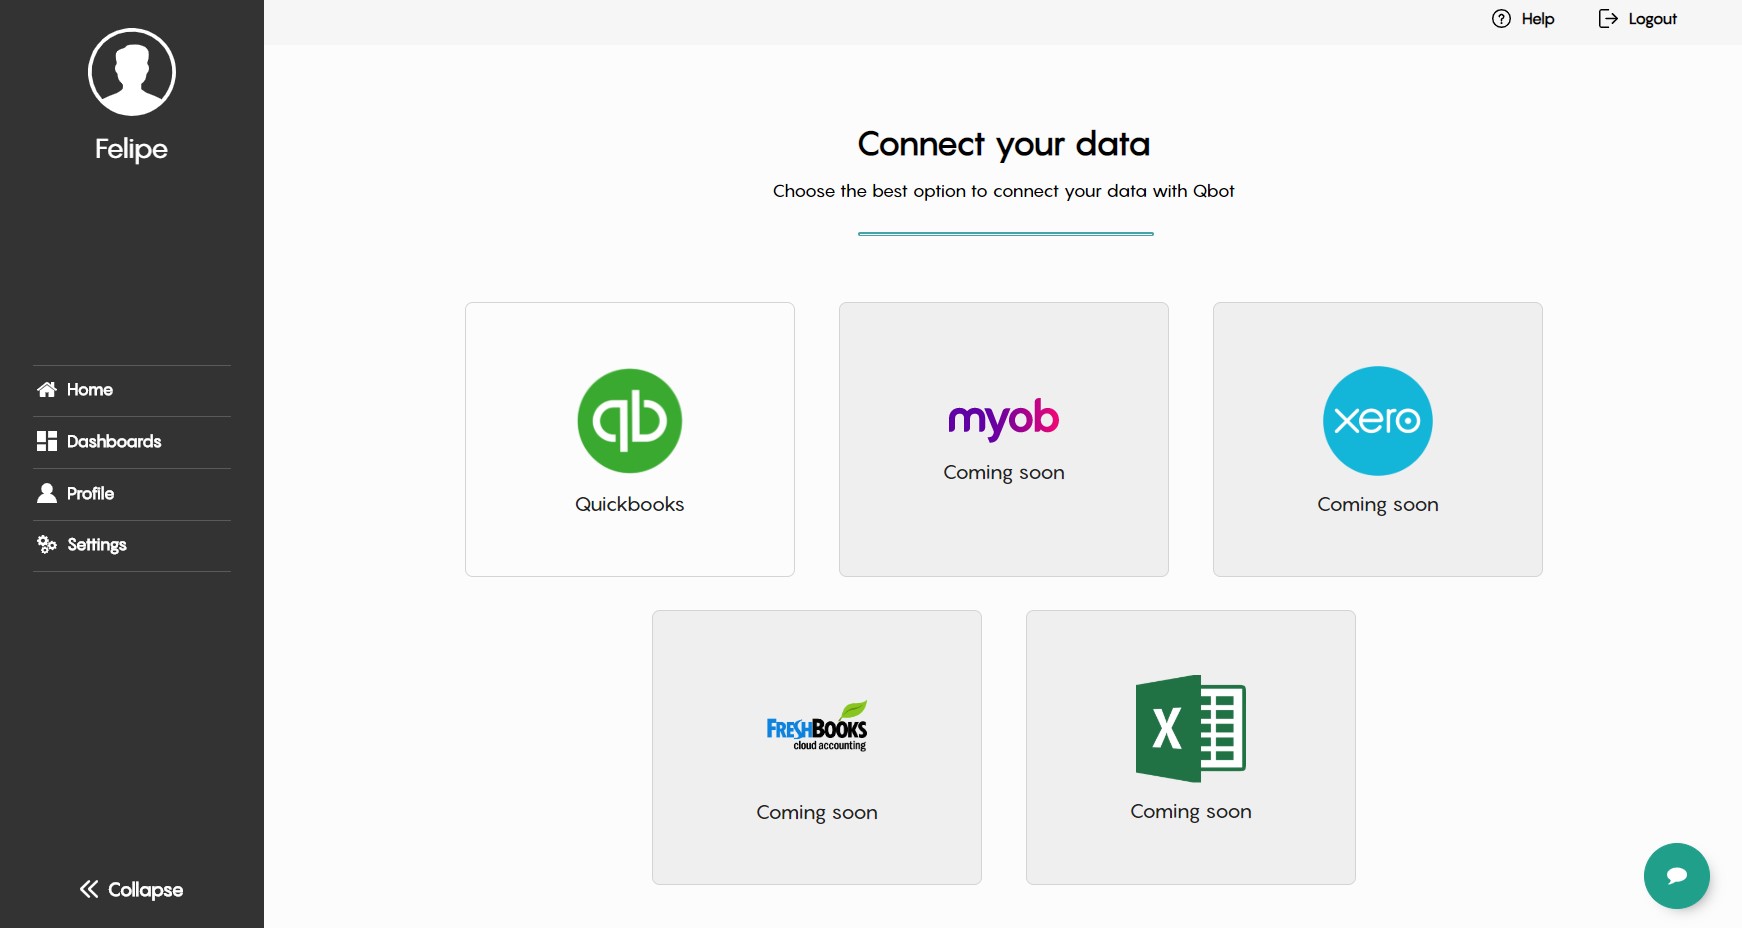 Felipe
Home
Dashboards
Profile
Settings
Collapse
Help
Logout
Connect your data
Choose the best option to connect your data with Qbot
qb
Quickbooks
myob
Coming soon
xero
Coming soon
FRESHBOOKS
cloud accounting
Coming soon
X
Coming soon